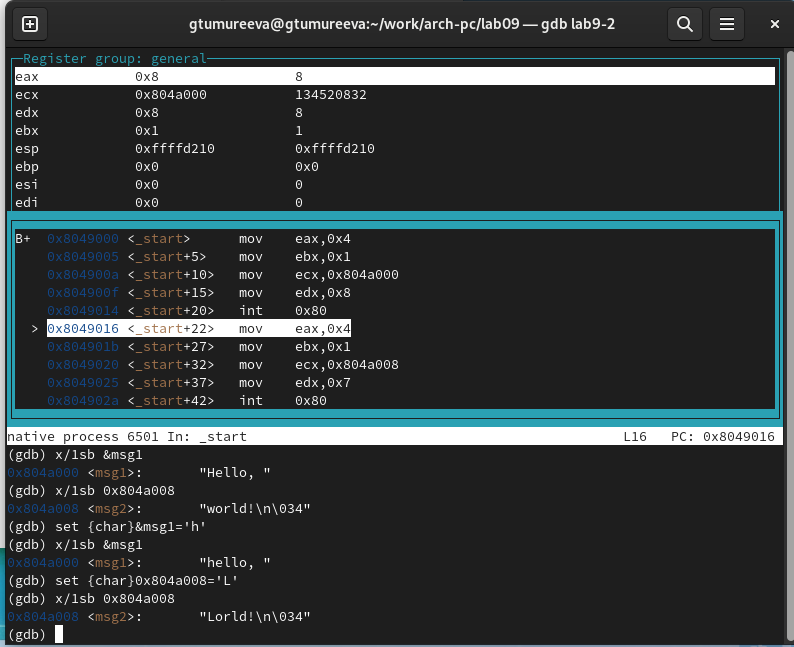 gtumureeva@gtumureeva:~/work/arch-pc/lab09 — gdb lab9-2
Register group: general
eax 0x8 8
ecx 0x804a000 134520832
edx 0x8 8
ebx 0x1 1
esp 0xffffd210 0xffffd210
ebp 0x0 0x0
esi 0x0 0
edi 0x0 0
B+ 0x8049000 <_start> mov eax,0x4
0x8049005 <_start+5> mov ebx,0x1
0x804900a <_start+10> mov ecx,0x804a000
0x804900f <_start+15> mov edx,0x8
0x8049014 <_start+20> int 0x80
> 0x8049016 <_start+22> mov eax,0x4
0x804901b <_start+27> mov ebx,0x1
0x8049020 <_start+32> mov ecx,0x804a008
0x8049025 <_start+37> mov edx,0x7
0x804902a <_start+42> int 0x80
native process 6501 In: _start L16 PC: 0x8049016
(gdb) x/1sb &msg1
0x804a000 <msg1>: "Hello, "
(gdb) x/1sb 0x804a008
0x804a008 <msg2>: "world!\n\034"
(gdb) set {char}&msg1='h'
(gdb) x/1sb &msg1
0x804a000 <msg1>: "hello, "
(gdb) set {char}0x804a008='L'
(gdb) x/1sb 0x804a008
0x804a008 <msg2>: "Lorld!\n\034"
(gdb)